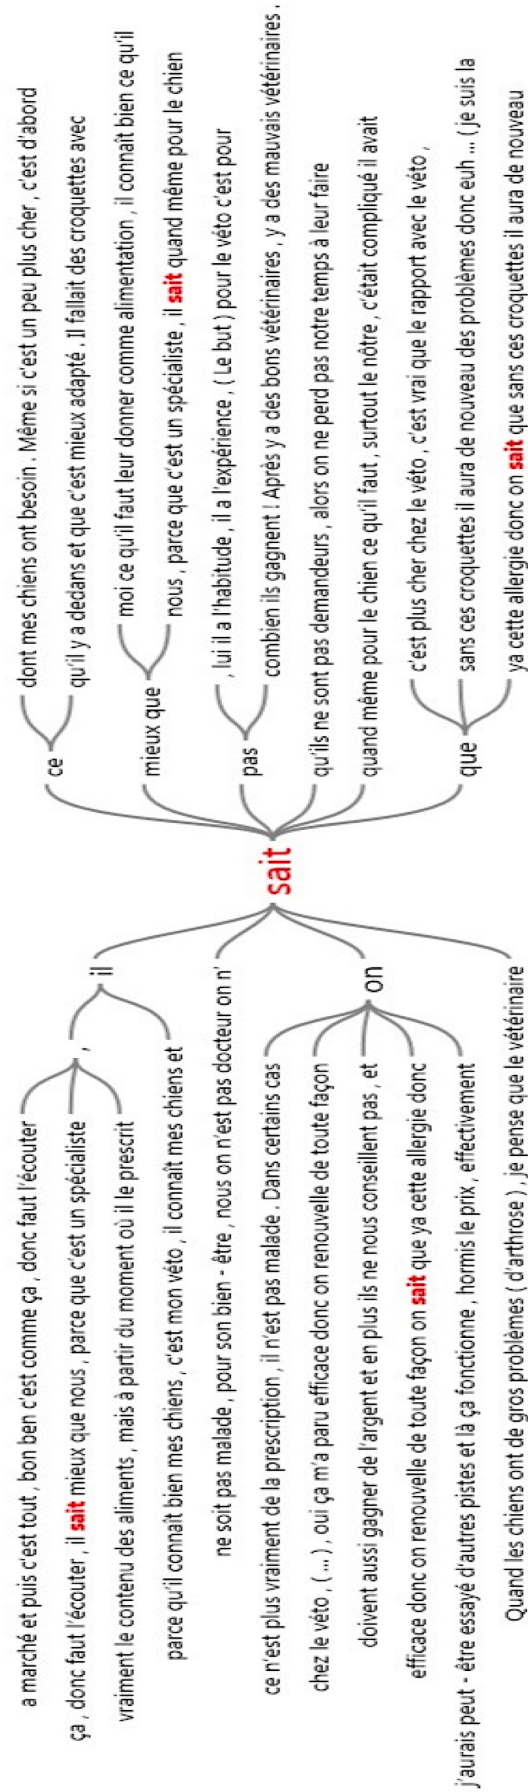 a marché et puis c'est tout , bon ben c'est comme ça , donc faut l'écouter
ça , donc faut l'écouter , il sait mieux que nous , parce que c'est un spécialiste
vraiment le contenu des aliments , mais à partir du moment où il le prescrit
,
parce qu'il connaît bien mes chiens , c'est mon véto , il connaît mes chiens et
il
ne soit pas malade , pour son bien - être , nous on n'est pas docteur on n'
ce n'est plus vraiment de la prescription , il n'est pas malade . Dans certains cas
chez le véto , ( ... ) , oui ça m'a paru efficace donc on renouvelle de toute façon
doivent aussi gagner de l'argent et en plus ils ne nous conseillent pas , et
efficace donc on renouvelle de toute façon on sait que ya cette allergie donc
j'aurais peut - être essayé d'autres pistes et là ça fonctionne , hormis le prix , effectivement
on
Quand les chiens ont de gros problèmes ( d'arthrose ) , je pense que le vétérinaire
sait
ce
dont mes chiens ont besoin . Même si c'est un peu plus cher , c'est d'abord
qu'il y a dedans et que c'est mieux adapté . Il fallait des croquettes avec
mieux que
moi ce qu'il faut leur donner comme alimentation , il connait bien ce qu'il
nous , parce que c'est un spécialiste , il sait quand même pour le chien
pas
, lui il a l'habitude , il a l'expérience , ( Le but ) pour le véto c'est pour
combien ils gagnent ! Après y a des bons vétérinaires , y a des mauvais vétérinaires .
qu'ils ne sont pas demandeurs , alors on ne perd pas notre temps à leur faire
quand même pour le chien ce qu'il faut , surtout le nôtre , c'était compliqué il avait
que
c'est plus cher chez le véto , c'est vrai que le rapport avec le véto ,
sans ces croquettes il aura de nouveau des problèmes donc euh ... ( je suis la
ya cette allergie donc on sait que sans ces croquettes il aura de nouveau